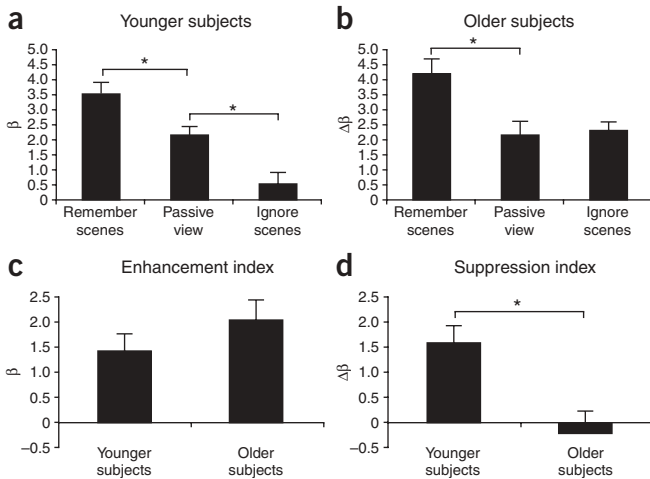 a Younger subjects
5.0
4.5
4.0
3.5
3.0
2.5
2.0
1.5
1.0
0.5
0
β
*
*
Remember scenes
Passive view
Ignore scenes
b Older subjects
5.0
4.5
4.0
3.5
3.0
2.5
2.0
1.5
1.0
0.5
0
Δβ
*
Remember scenes
Passive view
Ignore scenes
c Enhancement index
2.5
2.0
1.5
1.0
0.5
0
–0.5
β
Younger subjects
Older subjects
d Suppression index
2.5
2.0
1.5
1.0
0.5
0
–0.5
Δβ
*
Younger subjects
Older subjects